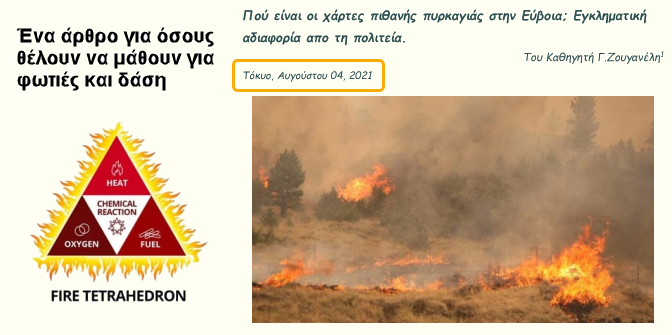 Ένα άρθρο για όσους
θέλουν να μάθουν για
φωτιές και δάση
Πού είναι οι χάρτες πιθανής πυρκαγιάς στην Εύβοια; Εγκληματική
αδιαφορία απο τη πολιτεία.
Του Καθηγητή Γ.Ζουγανέλη¹
Τόκυο, Αυγούστου 04, 2021
HEAT
CHEMICAL
REACTION
OXYGEN
FUEL
FIRE TETRAHEDRON